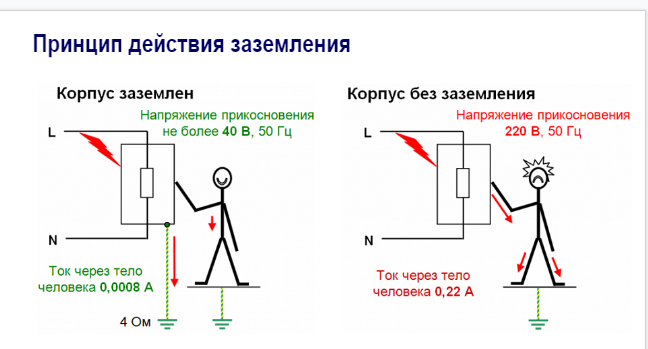 Принцип действия заземления
Корпус заземлен
Напряжение прикосновения
не более 40 В, 50 Гц
L
N
Ток через тело
человека 0,0008 А
4 Ом
Корпус без заземления
Напряжение прикосновения
220 В, 50 Гц
L
N
Ток через тело
человека 0,22 А